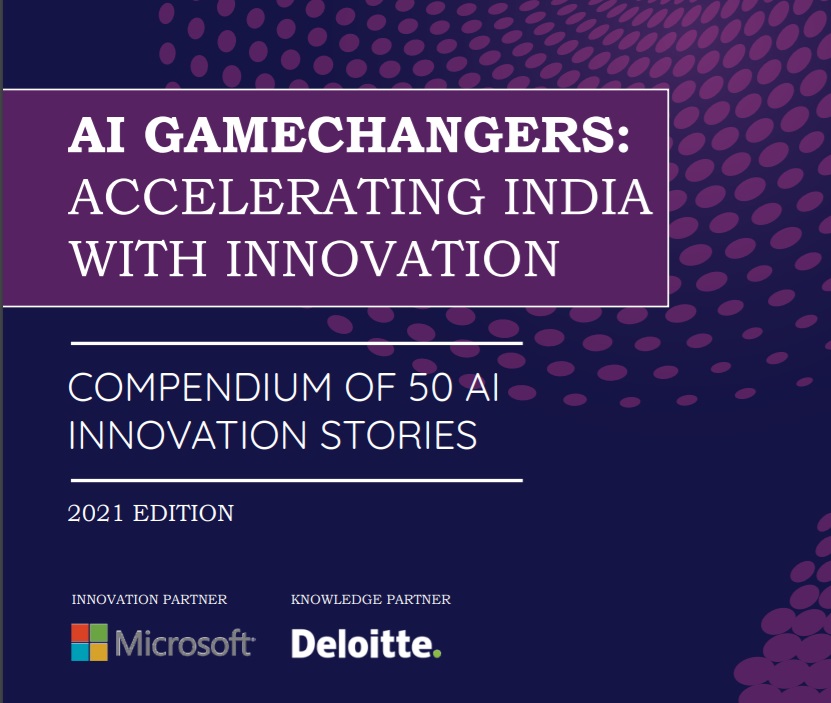 AI GAMECHANGERS:
ACCELERATING INDIA
WITH INNOVATION
COMPENDIUM OF 50 AI
INNOVATION STORIES
2021 EDITION
INNOVATION PARTNER
KNOWLEDGE PARTNER
Microsoft
Deloitte.